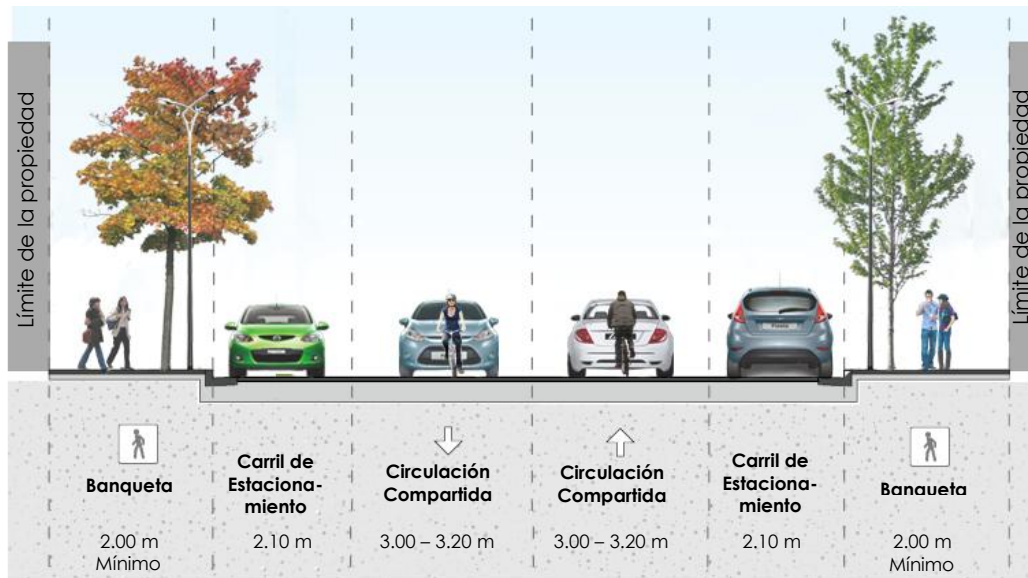 Límite de la propiedad
Límite de la propiedad
Banqueta
2.00 m
Mínimo
Carril de
Estaciona-
miento
2.10 m
Circulación
Compartida
3.00 – 3.20 m
Circulación
Compartida
3.00 – 3.20 m
Carril de
Estaciona-
miento
2.10 m
Banqueta
2.00 m
Mínimo